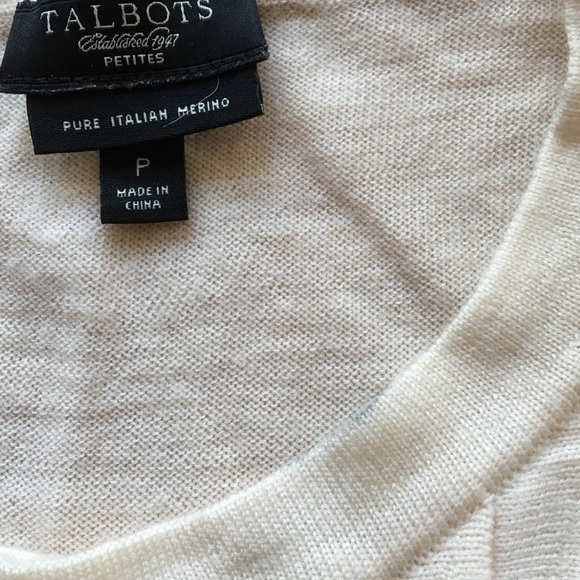 TALBOTS
Established 1947
PETITES
PURE ITALIAN MERINO
P
MADE IN
CHINA